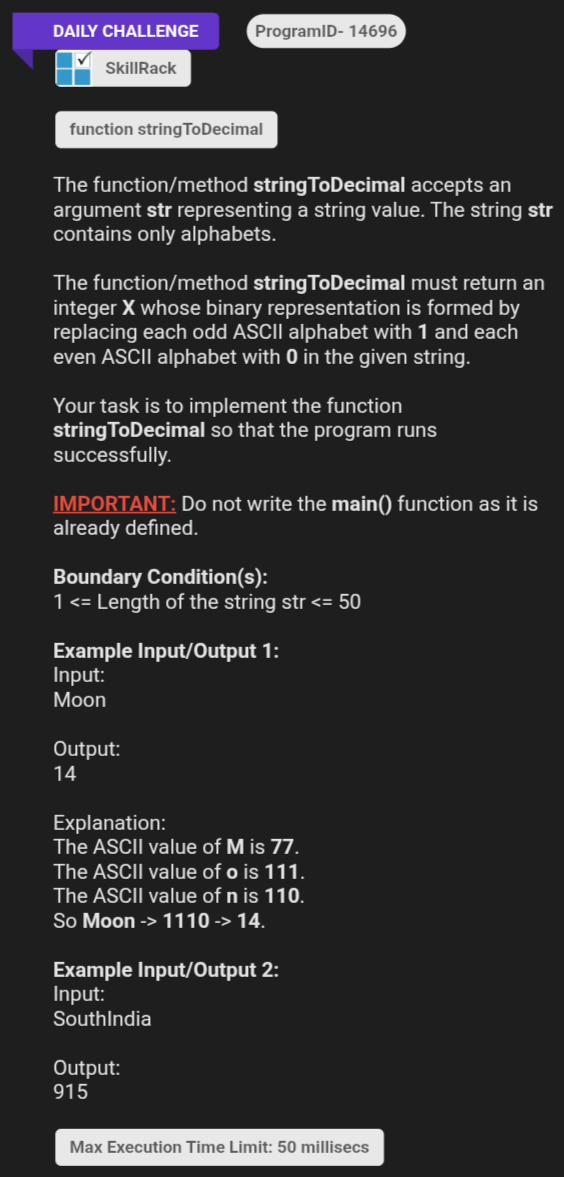 DAILY CHALLENGE
ProgramID- 14696
SkillRack
function stringToDecimal
The function/method stringToDecimal accepts an
argument str representing a string value. The string str
contains only alphabets.
The function/method stringToDecimal must return an
integer X whose binary representation is formed by
replacing each odd ASCII alphabet with 1 and each
even ASCII alphabet with 0 in the given string.
Your task is to implement the function
stringToDecimal so that the program runs
successfully.
IMPORTANT: Do not write the main() function as it is
already defined.
Boundary Condition(s):
1 <= Length of the string str <= 50
Example Input/Output 1:
Input:
Moon
Output:
14
Explanation:
The ASCII value of M is 77.
The ASCII value of o is 111.
The ASCII value of n is 110.
So Moon -> 1110 -> 14.
Example Input/Output 2:
Input:
SouthIndia
Output:
915
Max Execution Time Limit: 50 millisecs